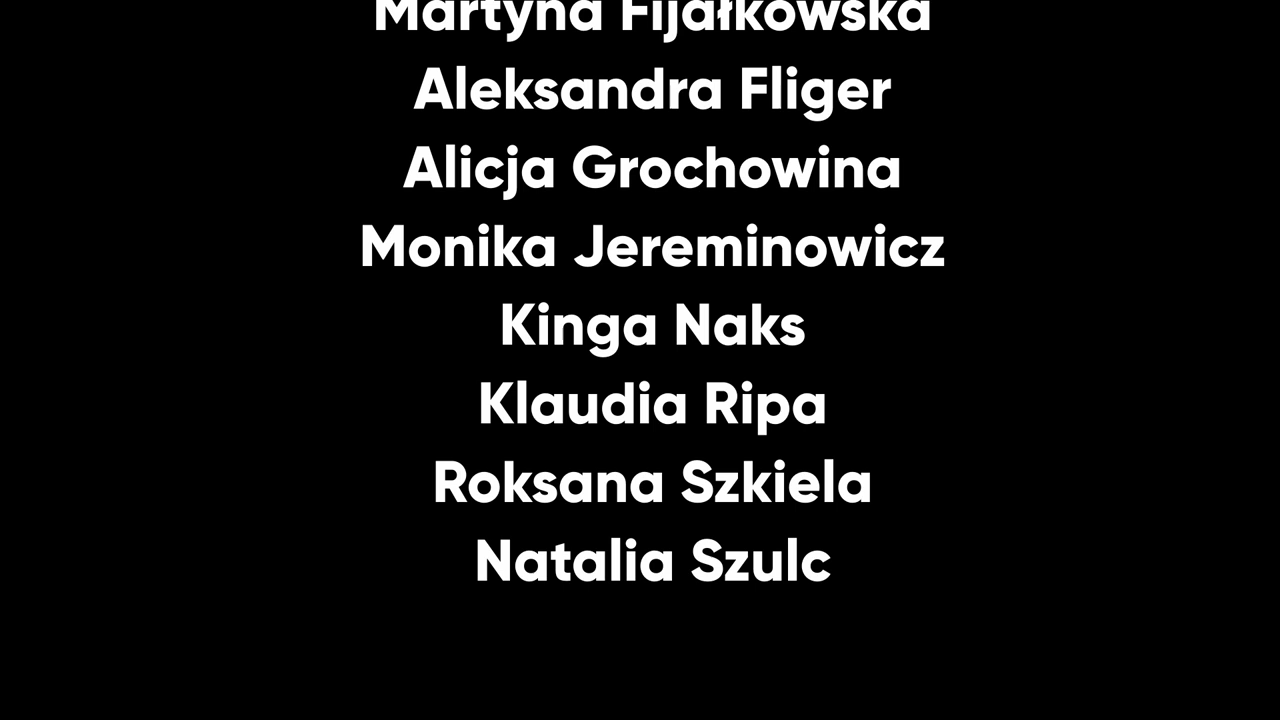 Martyna Fijałkowska
Aleksandra Fliger
Alicja Grochowina
Monika Jereminowicz
Kinga Naks
Klaudia Ripa
Roksana Szkiela
Natalia Szulc